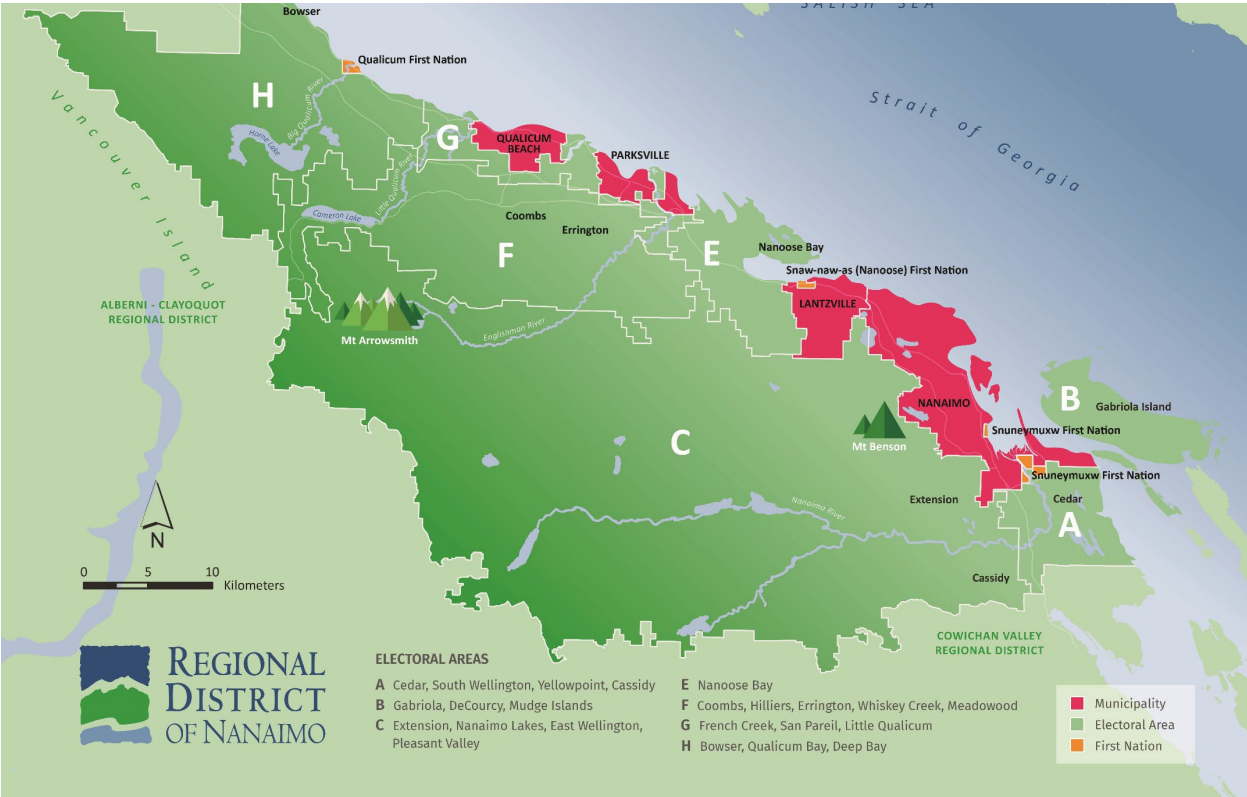 SALISH SEA
Bowser
Qualicum First Nation
H
Big Qualicum River
Horne Lake
Vancouver Island
Strait of Georgia
G
QUALICUM
BEACH
PARKSVILLE
Little Qualicum River
Cameron Lake
Coombs
Errington
F
E
Nanoose Bay
Snaw-naw-as (Nanoose) First Nation
LANTZVILLE
ALBERNI - CLAYOQUOT
REGIONAL DISTRICT
Englishman River
Mt Arrowsmith
B
Gabriola Island
NANAIMO
C
Snuneymuxw First Nation
Mt Benson
Snuneymuxw First Nation
Extension
Cedar
Nanaimo River
A
N
Cassidy
0 5 10
Kilometers
COWICHAN VALLEY
REGIONAL DISTRICT
REGIONAL
DISTRICT
OF NANAIMO
ELECTORAL AREAS
A Cedar, South Wellington, Yellowpoint, Cassidy
B Gabriola, DeCourcy, Mudge Islands
C Extension, Nanaimo Lakes, East Wellington,
Pleasant Valley
E Nanoose Bay
F Coombs, Hilliers, Errington, Whiskey Creek, Meadowood
G French Creek, San Pareil, Little Qualicum
H Bowser, Qualicum Bay, Deep Bay
Municipality
Electoral Area
First Nation